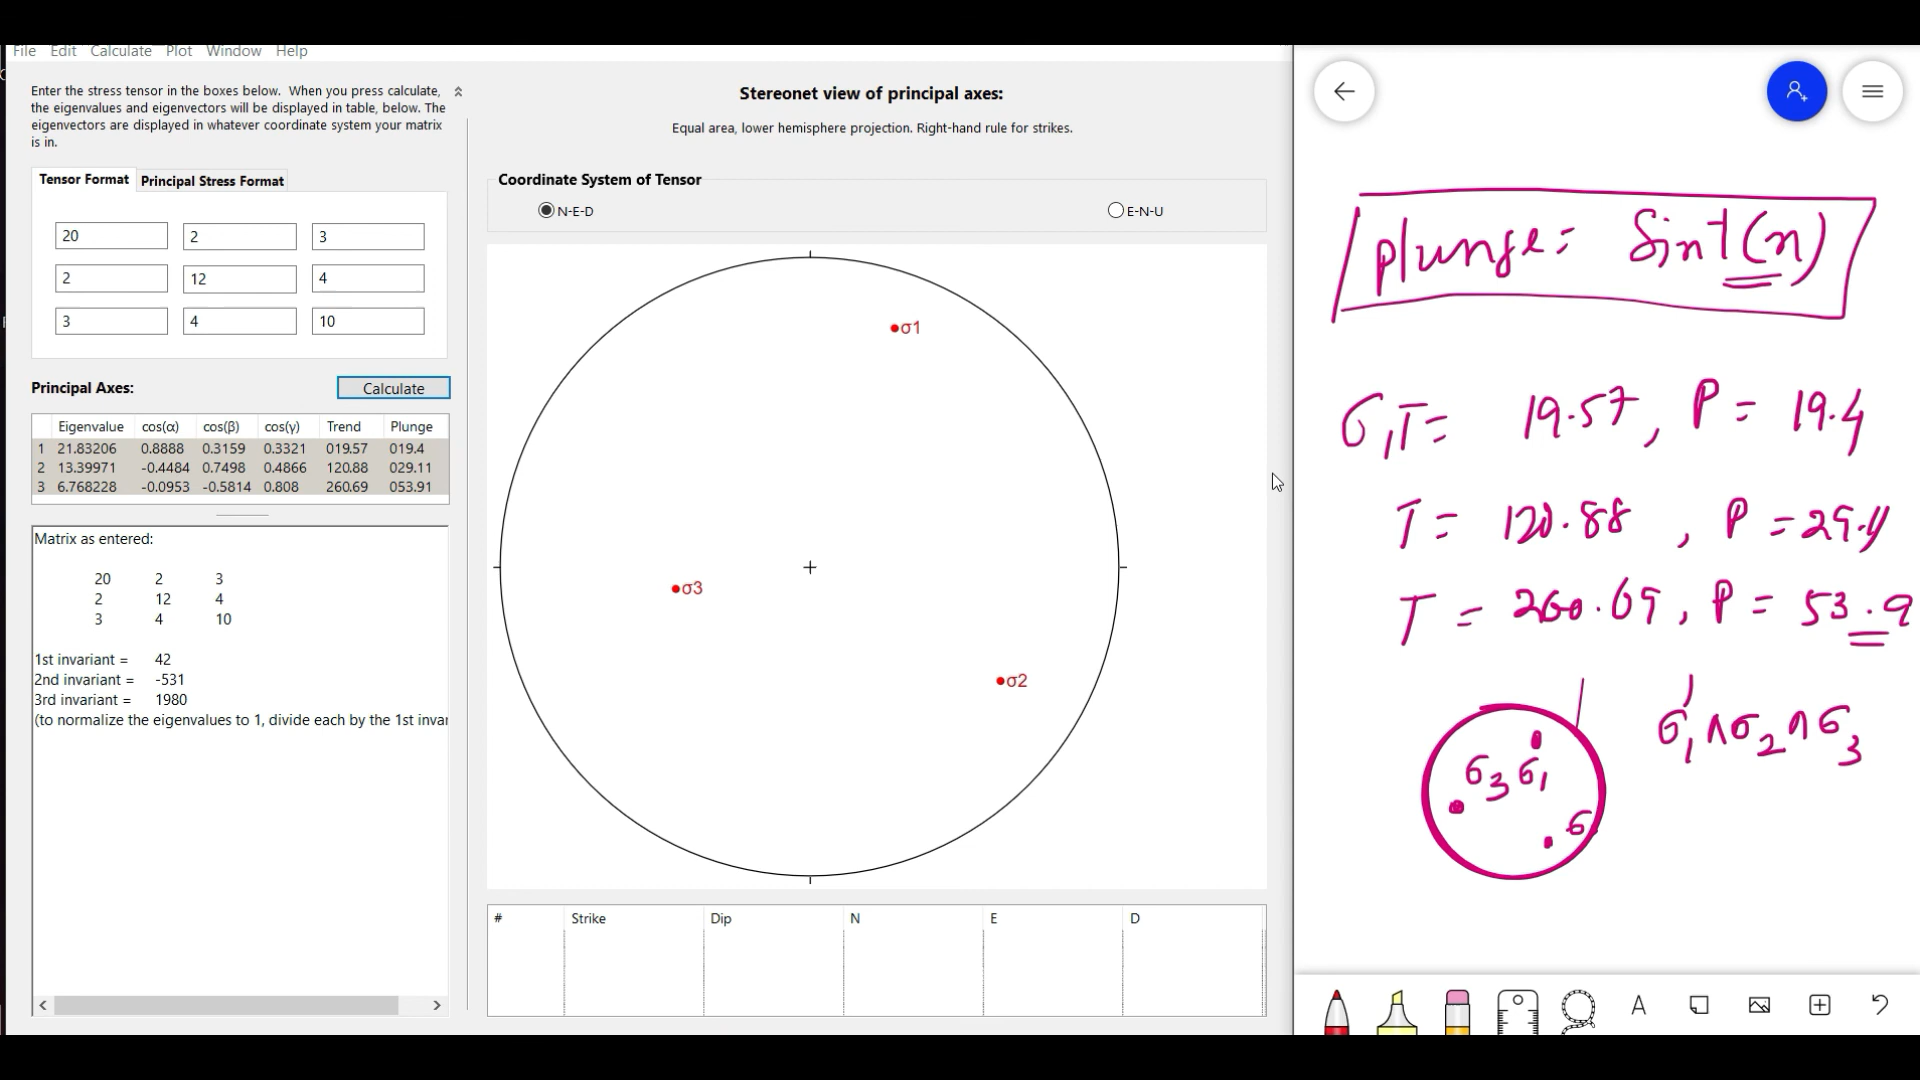 File Edit Calculate Plot Window Help
Enter the stress tensor in the boxes below. When you press calculate,
the eigenvalues and eigenvectors will be displayed in table, below. The
eigenvectors are displayed in whatever coordinate system your matrix
is in.
Tensor Format Principal Stress Format
20 2 3
2 12 4
3 4 10
Principal Axes: Calculate
Eigenvalue cos(α) cos(β) cos(γ) Trend Plunge
1 21.83206 0.8888 0.3159 0.3321 019.57 019.4
2 13.39971 -0.4484 0.7498 0.4866 120.88 029.11
3 6.768228 -0.0953 -0.5814 0.808 260.69 053.91
Matrix as entered:
20 2 3
2 12 4
3 4 10
1st invariant = 42
2nd invariant = -531
3rd invariant = 1980
(to normalize the eigenvalues to 1, divide each by the 1st invar
Stereonet view of principal axes:
Equal area, lower hemisphere projection. Right-hand rule for strikes.
Coordinate System of Tensor
N-E-D E-N-U
σ1
σ3
σ2
# Strike Dip N E D
plunge = Sin⁻¹(n)
σ₁T = 19.57, P = 19.4
T = 120.88, P = 29.11
T = 260.69, P = 53.9
σ₁ ∧ σ₂ ∧ σ₃
σ₃ σ₁
σ
A